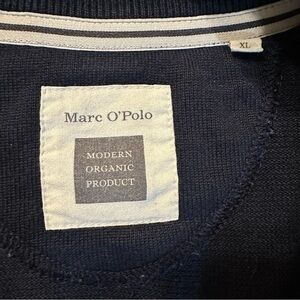 XL
Marc O'Polo
MODERN
ORGANIC
PRODUCT